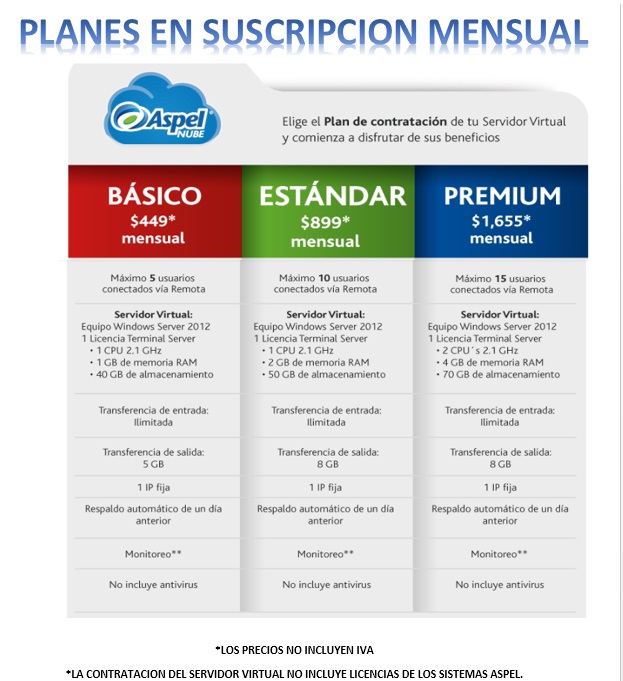 PLANES EN SUSCRIPCION MENSUAL
Aspel
NUBE
Elige el Plan de contratación de tu Servidor Virtual
y comienza a disfrutar de sus beneficios
BÁSICO
$449*
mensual
Máximo 5 usuarios
conectados vía Remota
Servidor Virtual:
Equipo Windows Server 2012
1 Licencia Terminal Server
• 1 CPU 2.1 GHz
• 1 GB de memoria RAM
• 40 GB de almacenamiento
Transferencia de entrada:
Ilimitada
Transferencia de salida:
5 GB
1 IP fija
Respaldo automático de un día
anterior
Monitoreo**
No incluye antivirus
ESTÁNDAR
$899*
mensual
Máximo 10 usuarios
conectados vía Remota
Servidor Virtual:
Equipo Windows Server 2012
1 Licencia Terminal Server
• 1 CPU 2.1 GHz
• 2 GB de memoria RAM
• 50 GB de almacenamiento
Transferencia de entrada:
Ilimitada
Transferencia de salida:
8 GB
1 IP fija
Respaldo automático de un día
anterior
Monitoreo**
No incluye antivirus
PREMIUM
$1,655*
mensual
Máximo 15 usuarios
conectados vía Remota
Servidor Virtual:
Equipo Windows Server 2012
1 Licencia Terminal Server
• 2 CPU´s 2.1 GHz
• 4 GB de memoria RAM
• 70 GB de almacenamiento
Transferencia de entrada:
Ilimitada
Transferencia de salida:
8 GB
1 IP fija
Respaldo automático de un día
anterior
Monitoreo**
No incluye antivirus
*LOS PRECIOS NO INCLUYEN IVA
*LA CONTRATACION DEL SERVIDOR VIRTUAL NO INCLUYE LICENCIAS DE LOS SISTEMAS ASPEL.